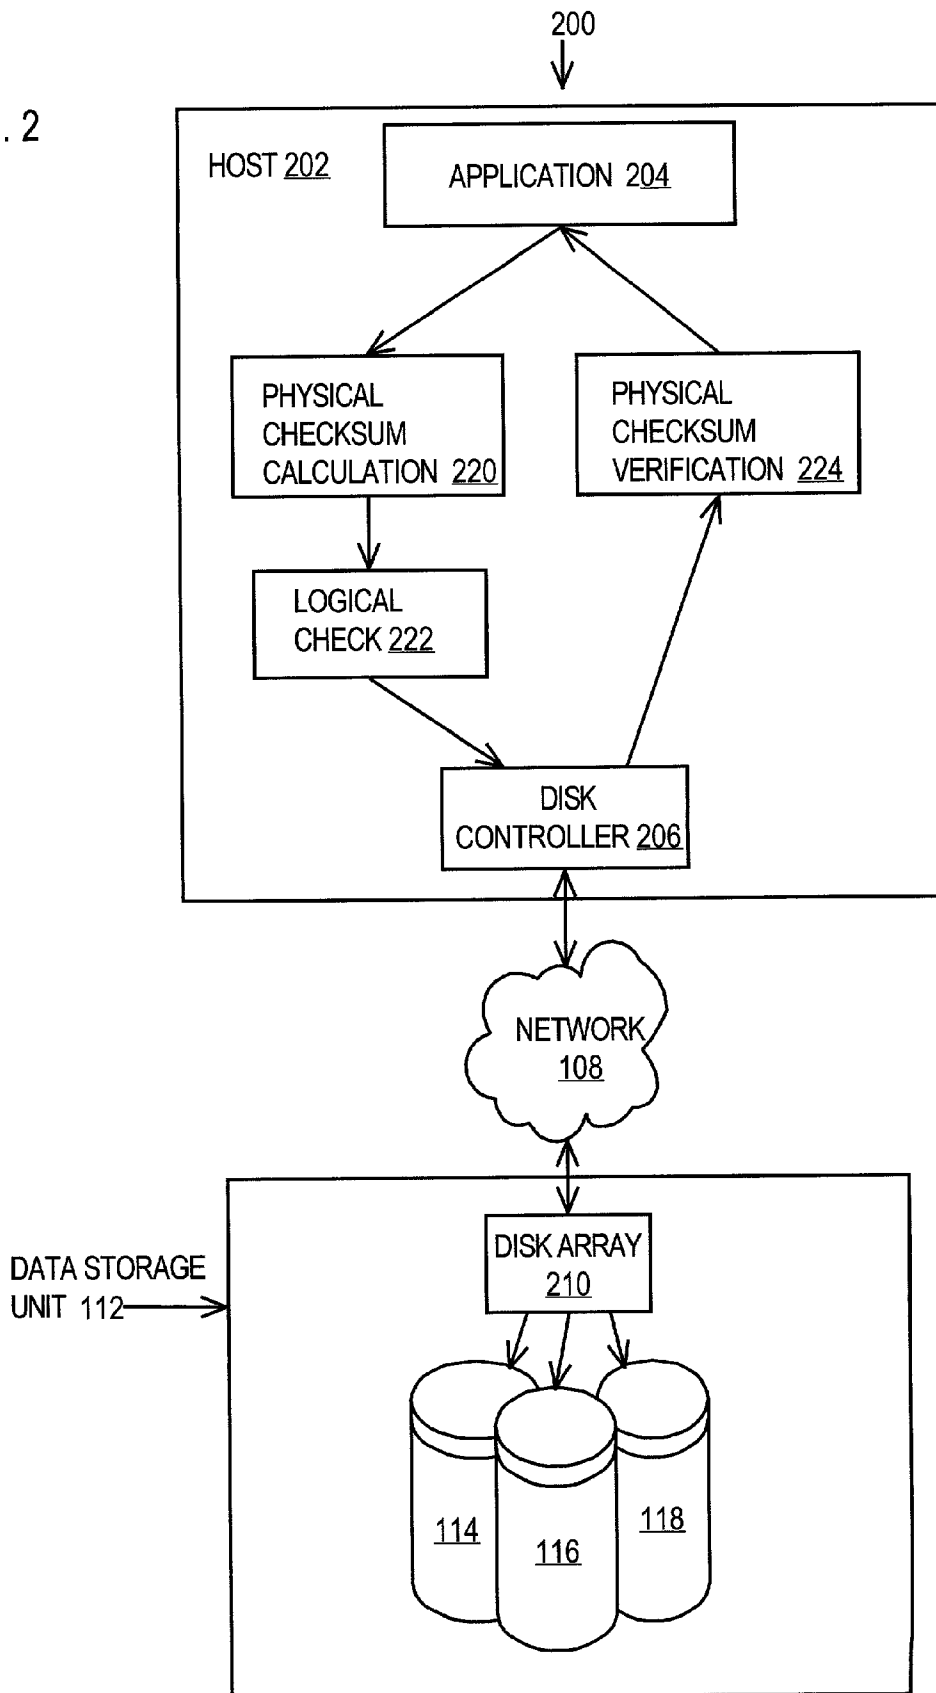 200
. 2
HOST 202
APPLICATION 204
PHYSICAL
CHECKSUM
CALCULATION 220
PHYSICAL
CHECKSUM
VERIFICATION 224
LOGICAL
CHECK 222
DISK
CONTROLLER 206
NETWORK
108
DISK ARRAY
210
DATA STORAGE
UNIT 112
114
116
118